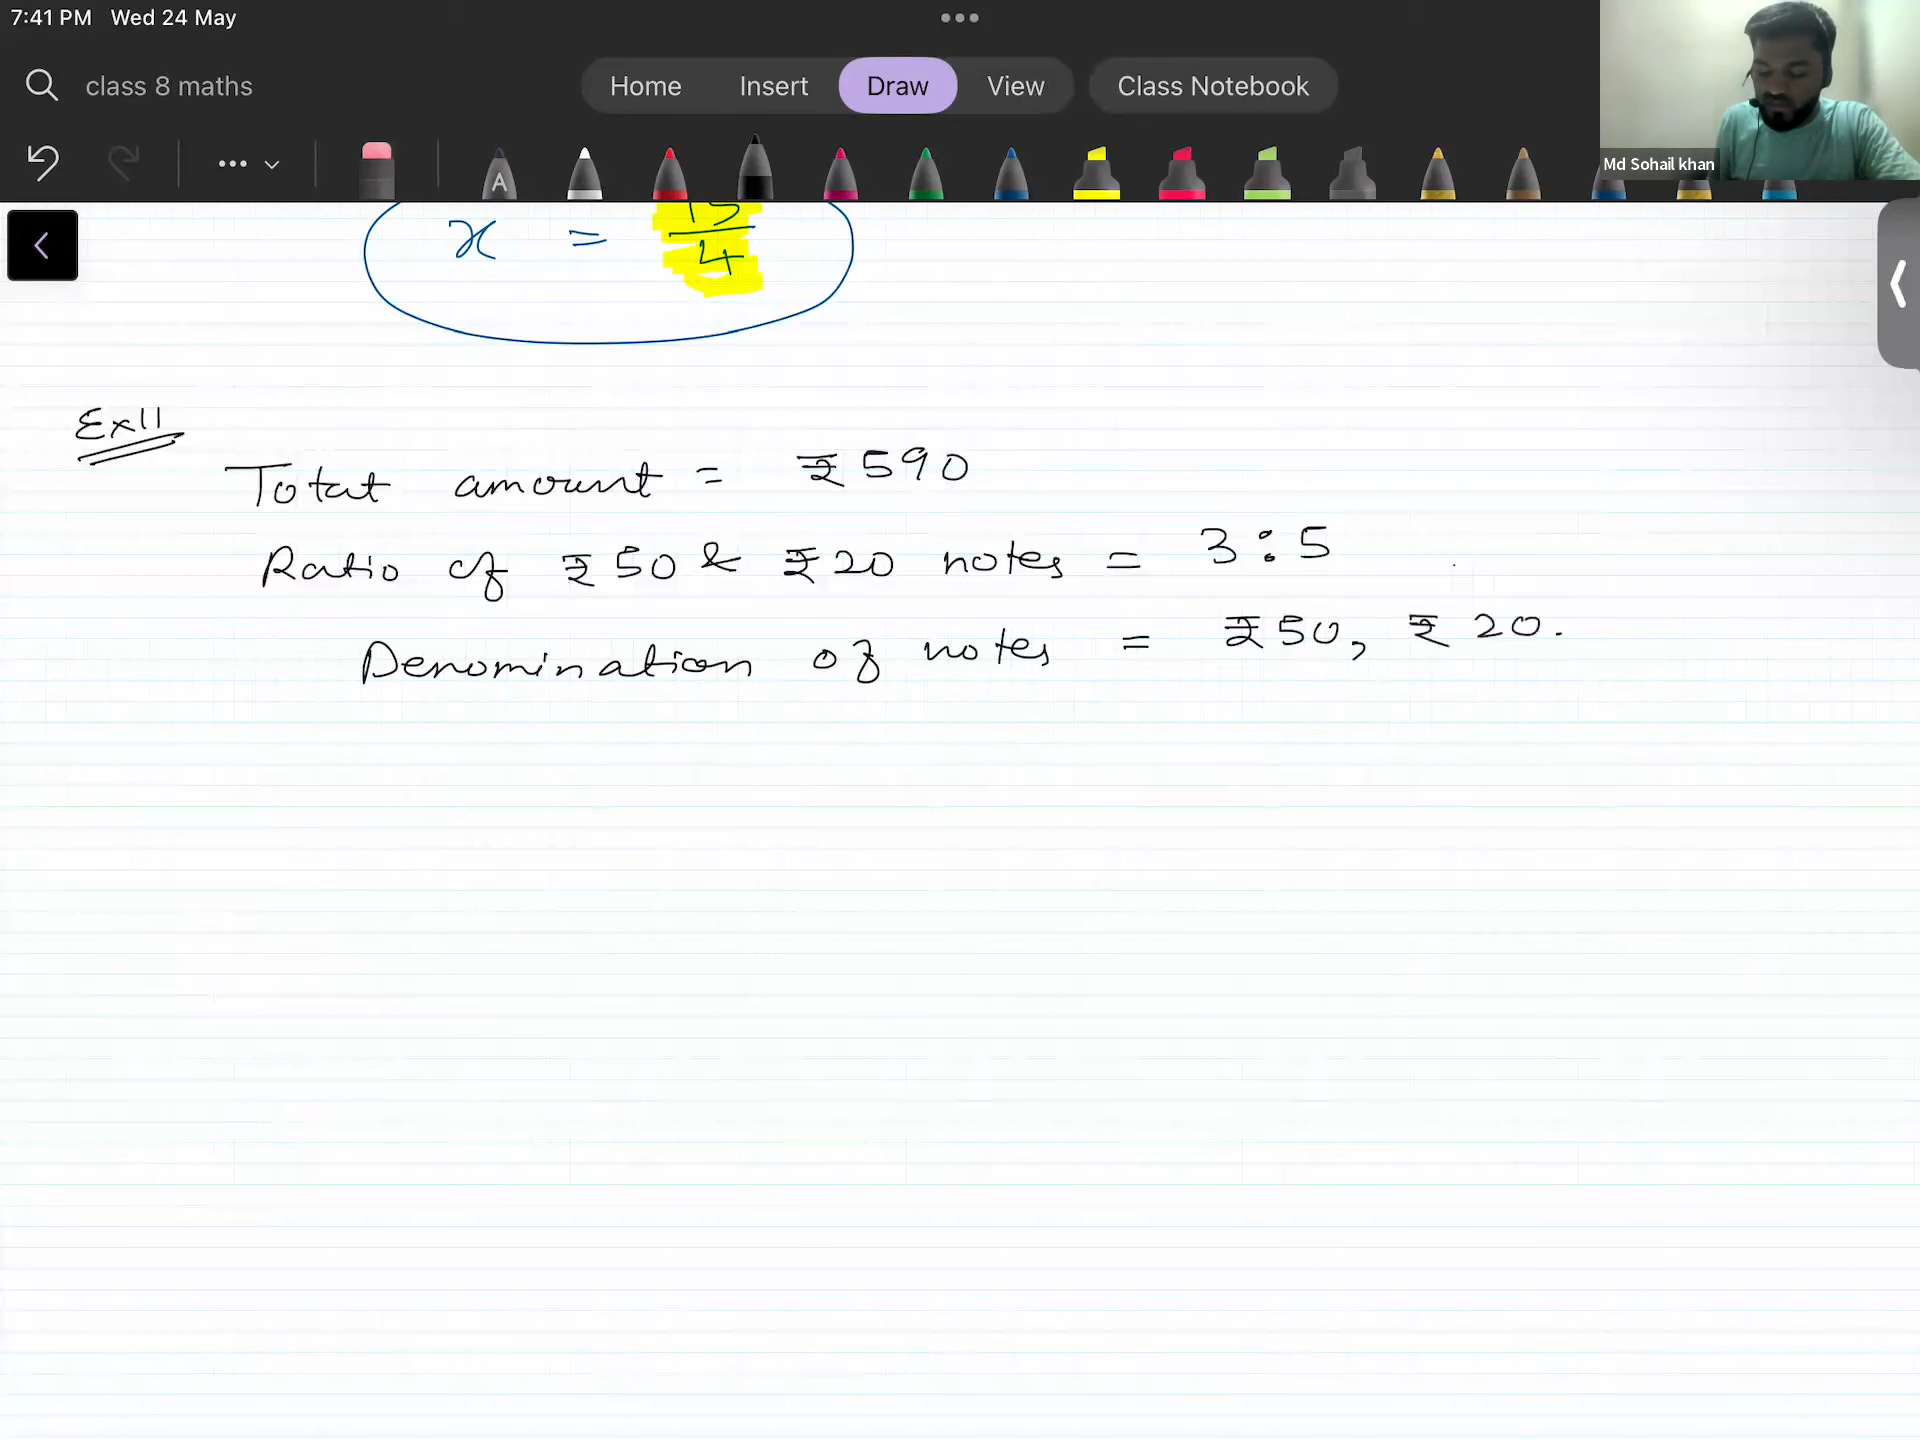 7:41 PM Wed 24 May
class 8 maths
Home Insert Draw View Class Notebook
A
Md Sohail khan
x = 15/4
Ex11
Total amount = ₹590
Ratio of ₹50 & ₹20 notes = 3:5
Denomination of notes = ₹50, ₹20.